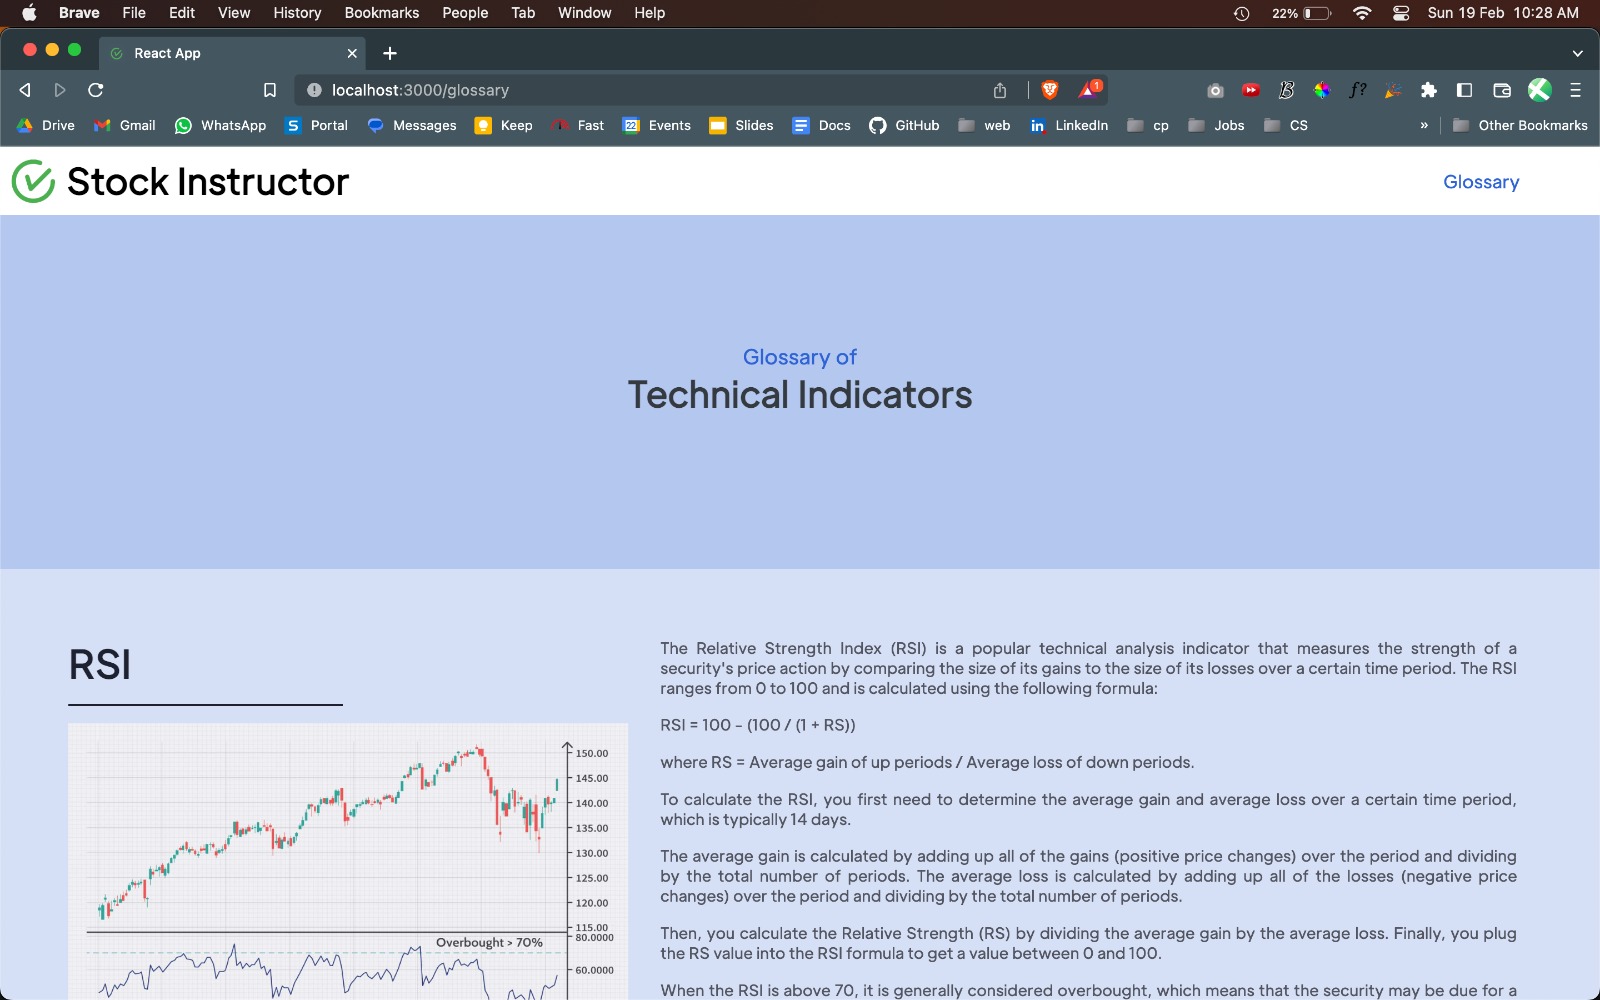 Brave File Edit View History Bookmarks People Tab Window Help 22% Sun 19 Feb 10:28 AM
React App
localhost:3000/glossary 1 f?
Drive Gmail WhatsApp S Portal Messages Keep Fast 22 Events Slides Docs GitHub web in LinkedIn cp Jobs CS » Other Bookmarks
Stock Instructor Glossary
Glossary of
Technical Indicators
RSI
150.00
145.00
140.00
135.00
130.00
125.00
120.00
115.00
Overbought > 70%
80.0000
60.0000
The Relative Strength Index (RSI) is a popular technical analysis indicator that measures the strength of a
security's price action by comparing the size of its gains to the size of its losses over a certain time period. The RSI
ranges from 0 to 100 and is calculated using the following formula:
RSI = 100 - (100 / (1 + RS))
where RS = Average gain of up periods / Average loss of down periods.
To calculate the RSI, you first need to determine the average gain and average loss over a certain time period,
which is typically 14 days.
The average gain is calculated by adding up all of the gains (positive price changes) over the period and dividing
by the total number of periods. The average loss is calculated by adding up all of the losses (negative price
changes) over the period and dividing by the total number of periods.
Then, you calculate the Relative Strength (RS) by dividing the average gain by the average loss. Finally, you plug
the RS value into the RSI formula to get a value between 0 and 100.
When the RSI is above 70, it is generally considered overbought, which means that the security may be due for a